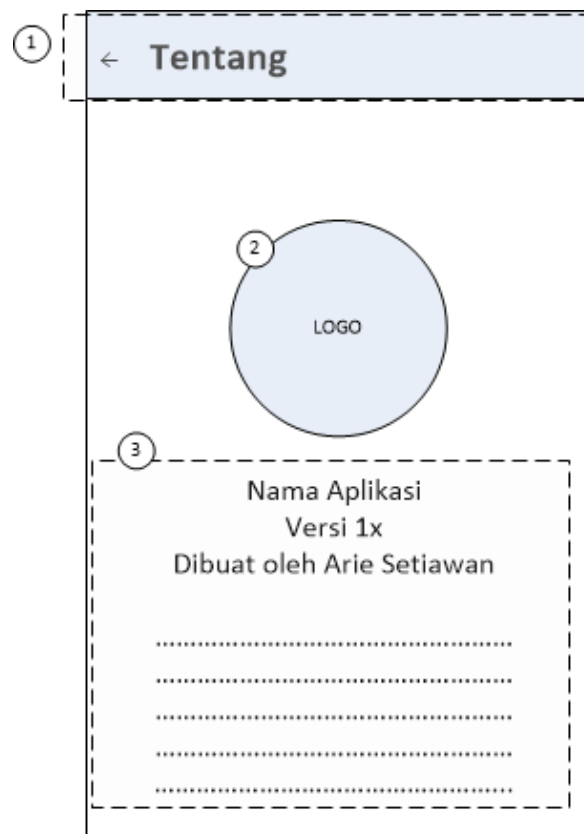 1
← Tentang
2
LOGO
3
Nama Aplikasi
Versi 1x
Dibuat oleh Arie Setiawan